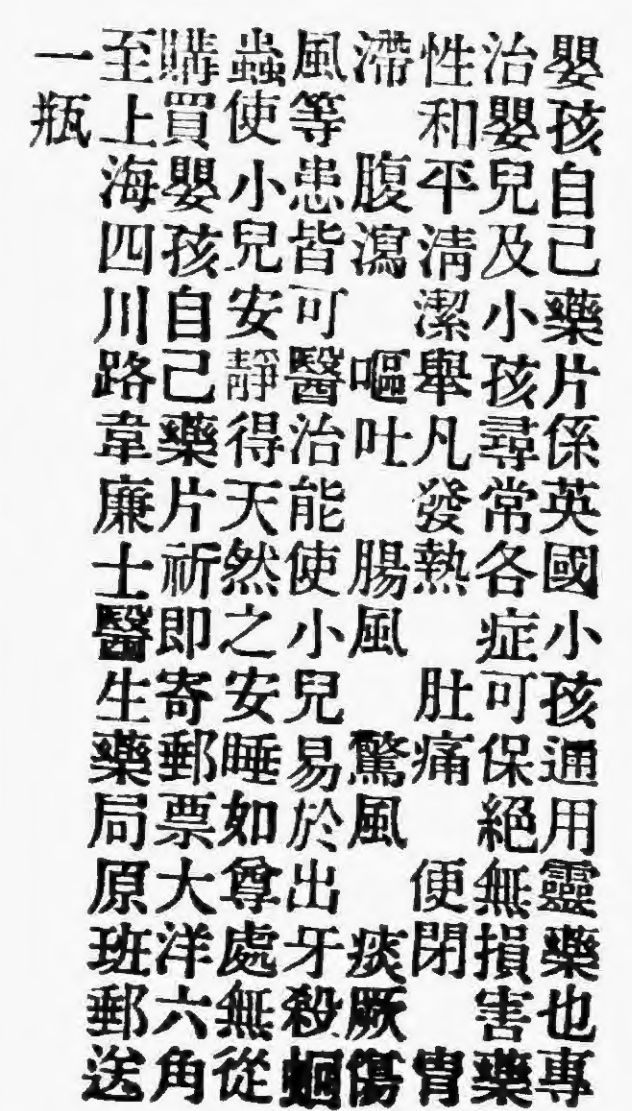 嬰孩自己藥片係英國小孩通用靈藥也專
治嬰兒及小孩尋常各症可保絕無損害藥
性和平清潔舉凡發熱 肚痛 便閉 胃
滯 腹瀉 嘔吐 腸風 驚風 痰厥傷
風等患皆可醫治能使小兒易於出牙殺蛔
蟲使小兒安靜得天然之安睡如尊處無從
購買嬰孩自己藥片祈即寄郵票大洋六角
至上海四川路韋廉士醫生藥局原班郵送
一瓶